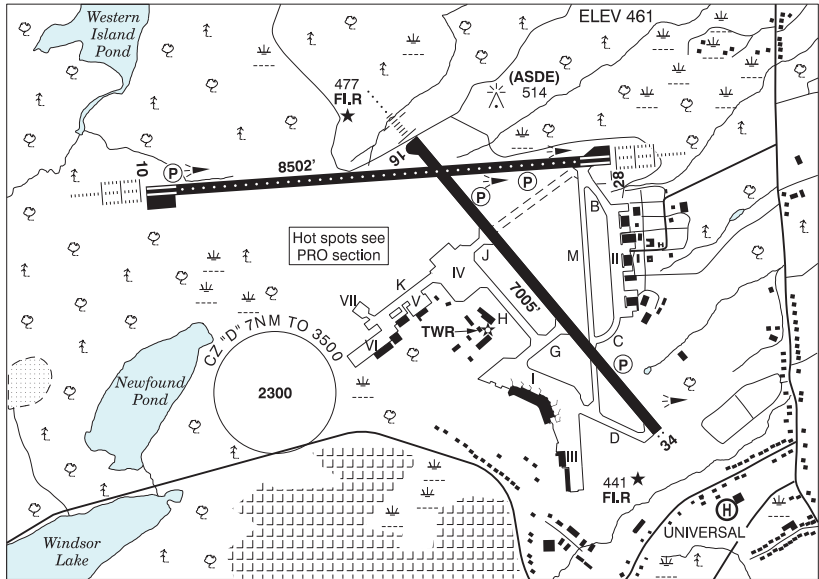 Western
Island
Pond
ELEV 461
(ASDE)
514
477
Fl.R
10
P
8502'
16
28
P
P
B
Hot spots see
PRO section
J
M
II
H
K
IV
7005'
VII
V
TWR
H
VI
C
G
P
CZ "D" 7NM TO 3500
Newfound
Pond
2300
I
D
34
III
441
Fl.R
H
UNIVERSAL
Windsor
Lake